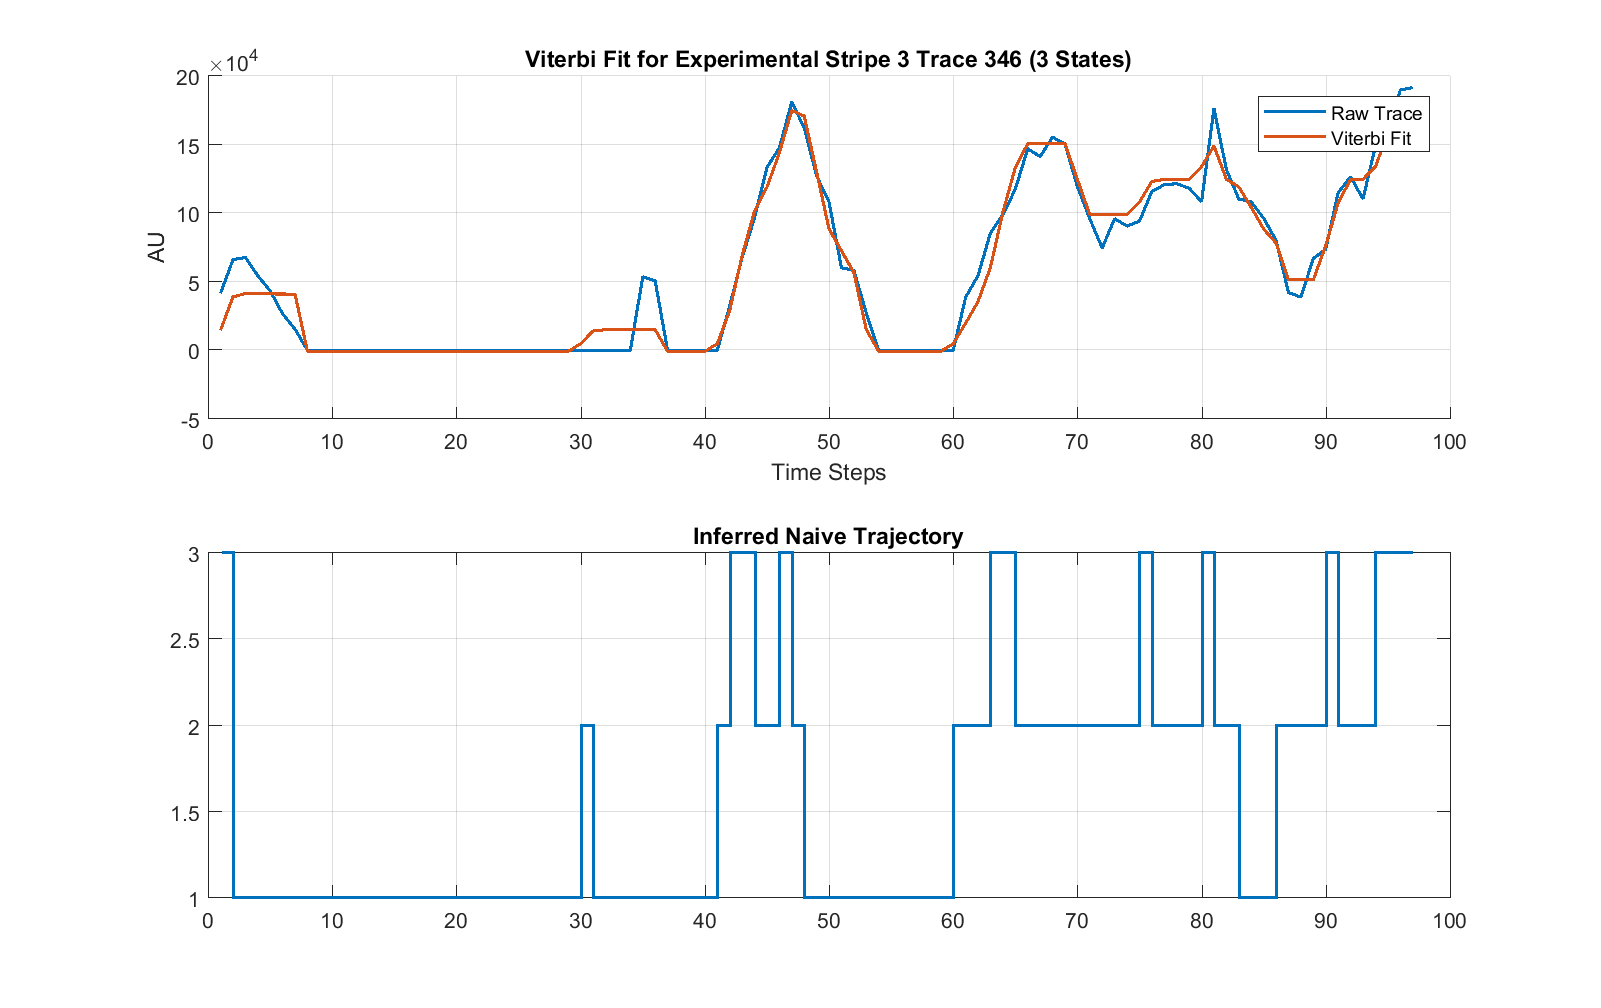 Viterbi Fit for Experimental Stripe 3 Trace 346 (3 States)
×10^4
20
15
10
5
0
-5
AU
Raw Trace
Viterbi Fit
0 10 20 30 40 50 60 70 80 90 100
Time Steps
Inferred Naive Trajectory
3
2.5
2
1.5
1
0 10 20 30 40 50 60 70 80 90 100